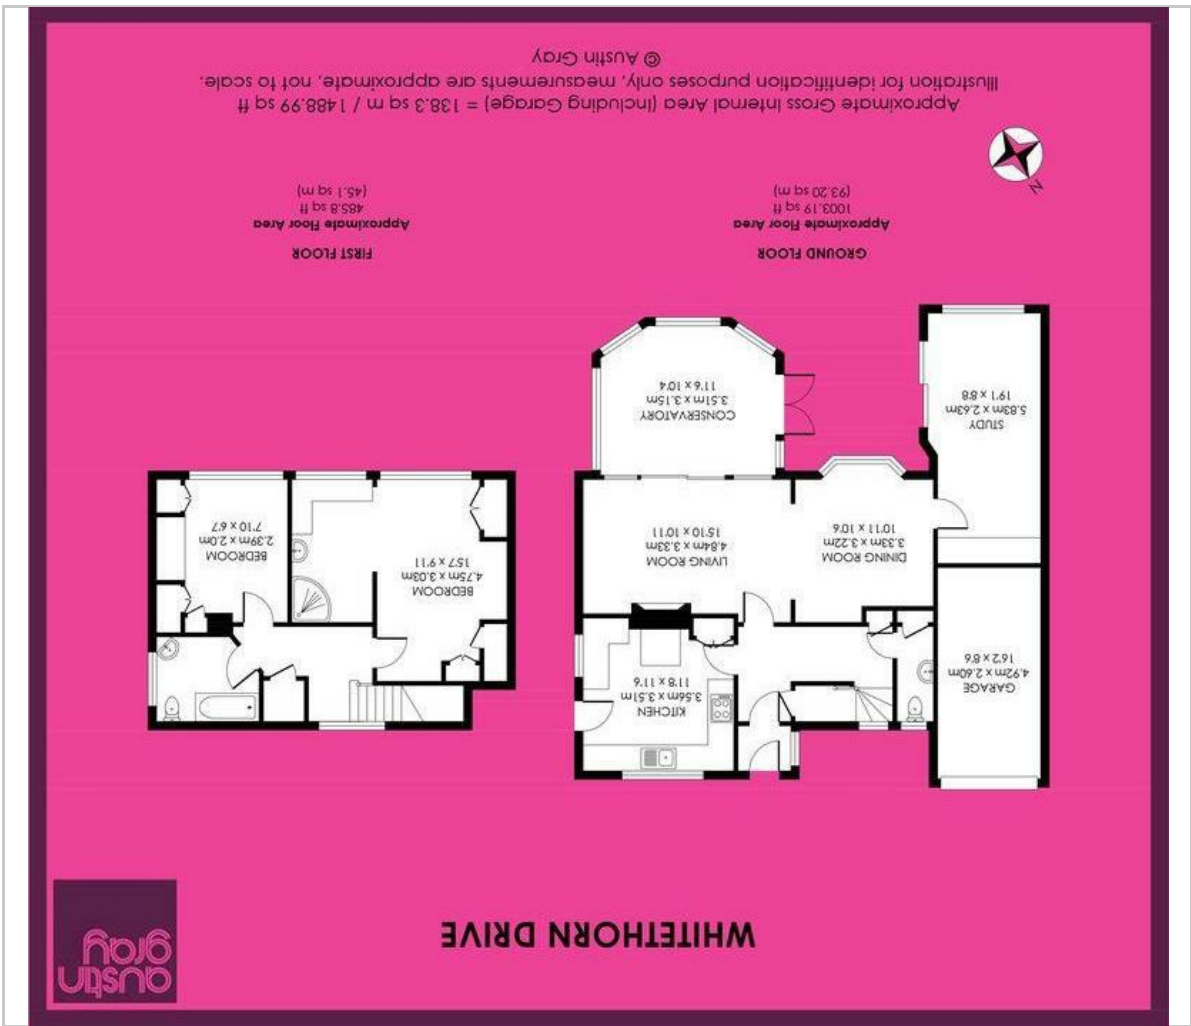 austin
gray
WHITETHORN DRIVE
GARAGE
4.92m x 2.60m
16'2 x 8'6
KITCHEN
3.56m x 3.51m
11'8 x 11'6
DINING ROOM
3.33m x 3.22m
10'11 x 10'6
LIVING ROOM
4.84m x 3.33m
15'10 x 10'11
STUDY
5.83m x 2.63m
19'1 x 8'8
CONSERVATORY
3.51m x 3.15m
11'6 x 10'4
BEDROOM
4.75m x 3.03m
15'7 x 9'11
BEDROOM
2.39m x 2.0m
7'10 x 6'7
GROUND FLOOR
Approximate Floor Area
1003.19 sq ft
(93.20 sq m)
FIRST FLOOR
Approximate Floor Area
485.8 sq ft
(45.1 sq m)
N
Approximate Gross Internal Area (Including Garage) = 138.3 sq m / 1488.99 sq ft
Illustration for identification purposes only, measurements are approximate, not to scale.
© Austin Gray